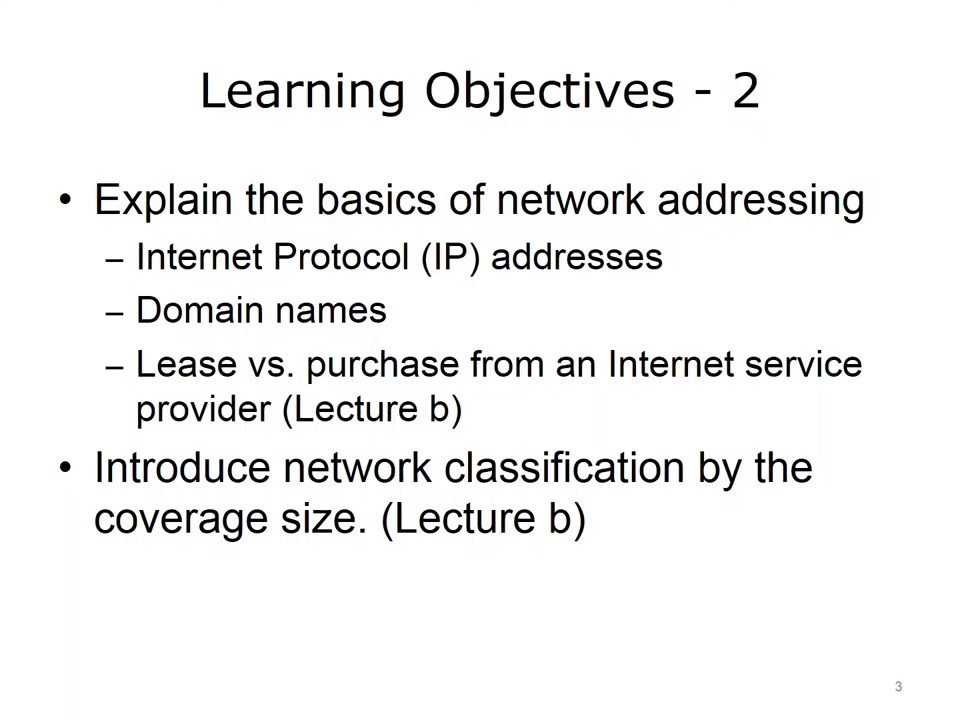 Learning Objectives - 2
• Explain the basics of network addressing
– Internet Protocol (IP) addresses
– Domain names
– Lease vs. purchase from an Internet service
provider (Lecture b)
• Introduce network classification by the
coverage size. (Lecture b)
3